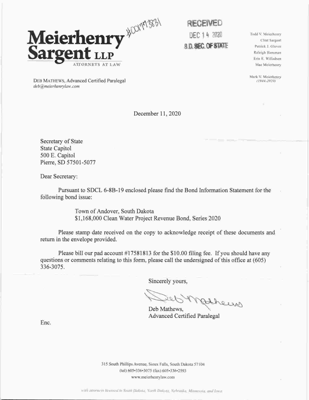 Meierhenry
Sargent LLP
ATTORNEYS AT LAW
DEB MATHEWS, Advanced Certified Paralegal
deb@meierhenrylaw.com
RECEIVED
DEC 14 2020
S.D. SEC. OF STATE
Todd V. Meierhenry
Clint Sargent
Patrick J. Glover
Raleigh Hansman
Mark V. Meierhenry
(1944-2020)
December 11, 2020
Secretary of State
State Capitol
500 E. Capitol
Pierre, SD 57501-5077
Dear Secretary:
Pursuant to SDCL 6-8B-19 enclosed please find the Bond Information Statement for the
following bond issue:
Town of Andover, South Dakota
$1,168,000 Clean Water Project Revenue Bond, Series 2020
Please stamp date received on the copy to acknowledge receipt of these documents and
return in the envelope provided.
Please bill our pad account #17581813 for the $10.00 filing fee. If you should have any
questions or comments relating to this form, please call the undersigned of this office at (605)
336-3075.
Sincerely yours,
Deb Mathews
Deb Mathews,
Advanced Certified Paralegal
Enc.
315 South Phillips Avenue, Sioux Falls, South Dakota 57104
(tel) 605-336-3075 (fax) 605-336-2593
www.meierhenrylaw.com
with attorneys licensed in South Dakota, North Dakota, Nebraska, Minnesota, and Iowa